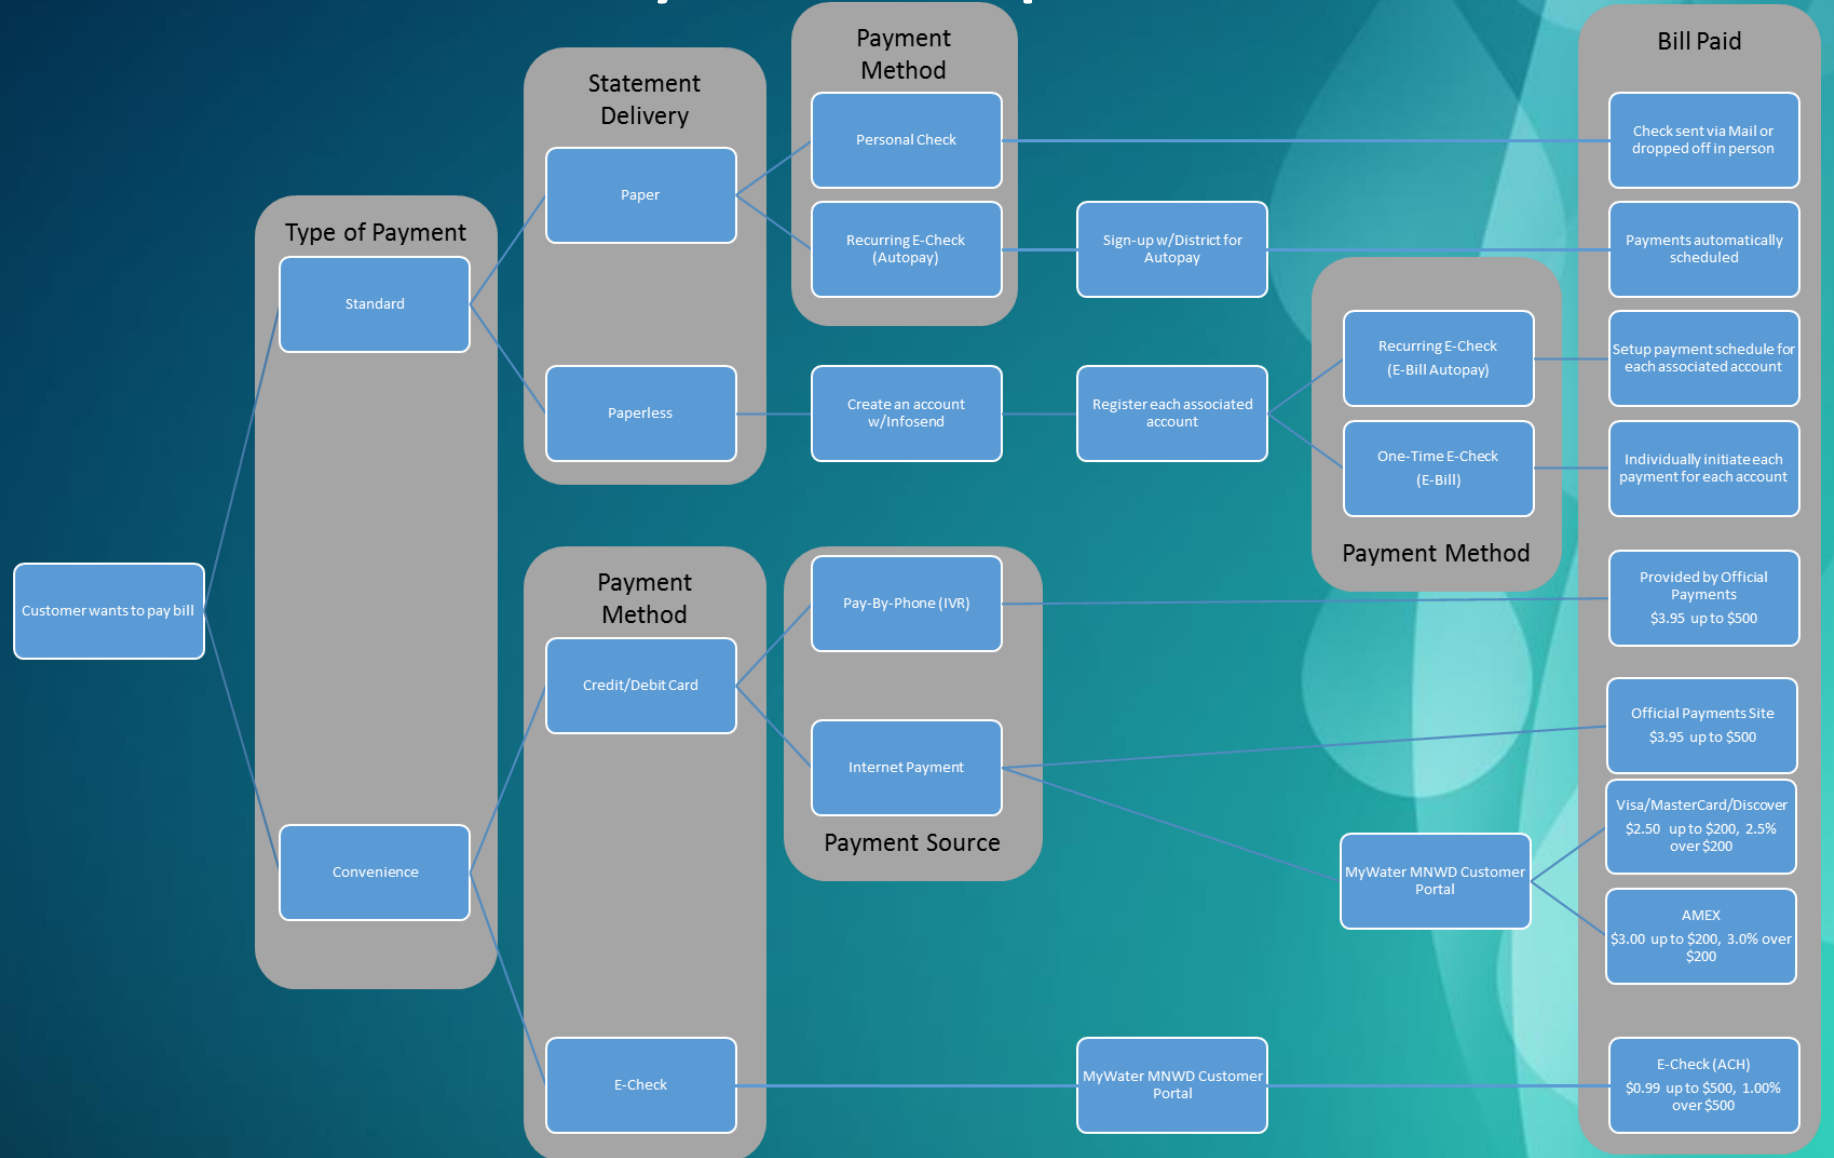 Payment
Method
Bill Paid
Statement
Delivery
Personal Check
Check sent via Mail or
dropped off in person
Paper
Type of Payment
Recurring E-Check
(Autopay)
Sign-up w/District for
Autopay
Payments automatically
scheduled
Standard
Recurring E-Check
(E-Bill Autopay)
Setup payment schedule for
each associated account
Paperless
Create an account
w/Infosend
Register each associated
account
One-Time E-Check
(E-Bill)
Individually initiate each
payment for each account
Payment Method
Customer wants to pay bill
Payment
Method
Pay-By-Phone (IVR)
Provided by Official
Payments
$3.95 up to $500
Credit/Debit Card
Official Payments Site
$3.95 up to $500
Internet Payment
Payment Source
Visa/MasterCard/Discover
$2.50 up to $200, 2.5%
over $200
Convenience
MyWater MNWD Customer
Portal
AMEX
$3.00 up to $200, 3.0% over
$200
E-Check
MyWater MNWD Customer
Portal
E-Check (ACH)
$0.99 up to $500, 1.00%
over $500